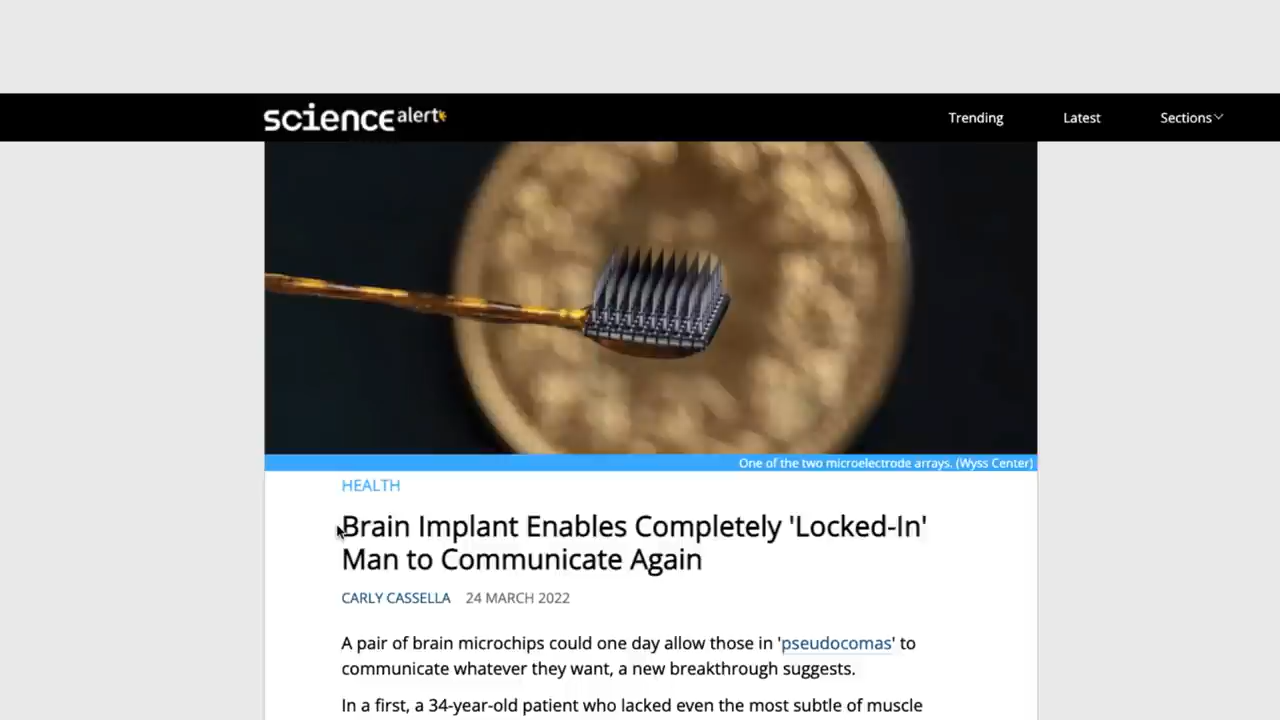 science alert
Trending
Latest
Sections
One of the two microelectrode arrays. (Wyss Center)
HEALTH
Brain Implant Enables Completely 'Locked-In'
Man to Communicate Again
CARLY CASSELLA 24 MARCH 2022
A pair of brain microchips could one day allow those in 'pseudocomas' to
communicate whatever they want, a new breakthrough suggests.
In a first, a 34-year-old patient who lacked even the most subtle of muscle